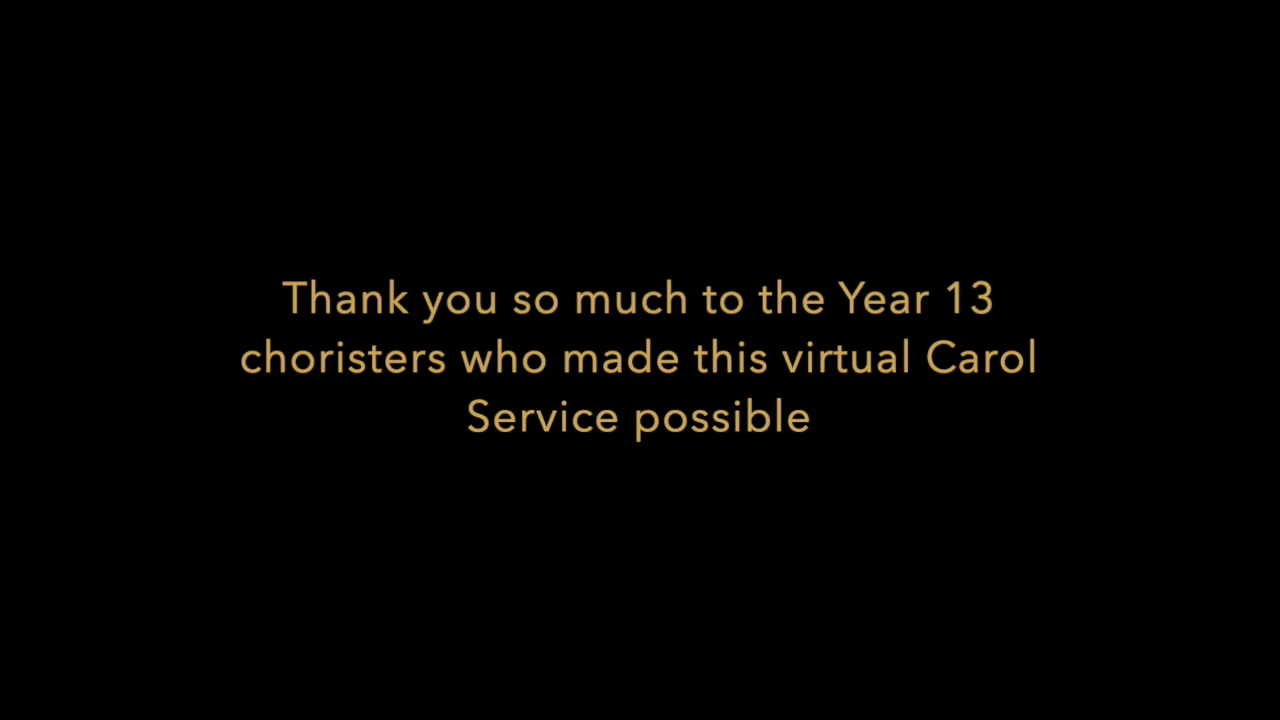 Thank you so much to the Year 13
choristers who made this virtual Carol
Service possible